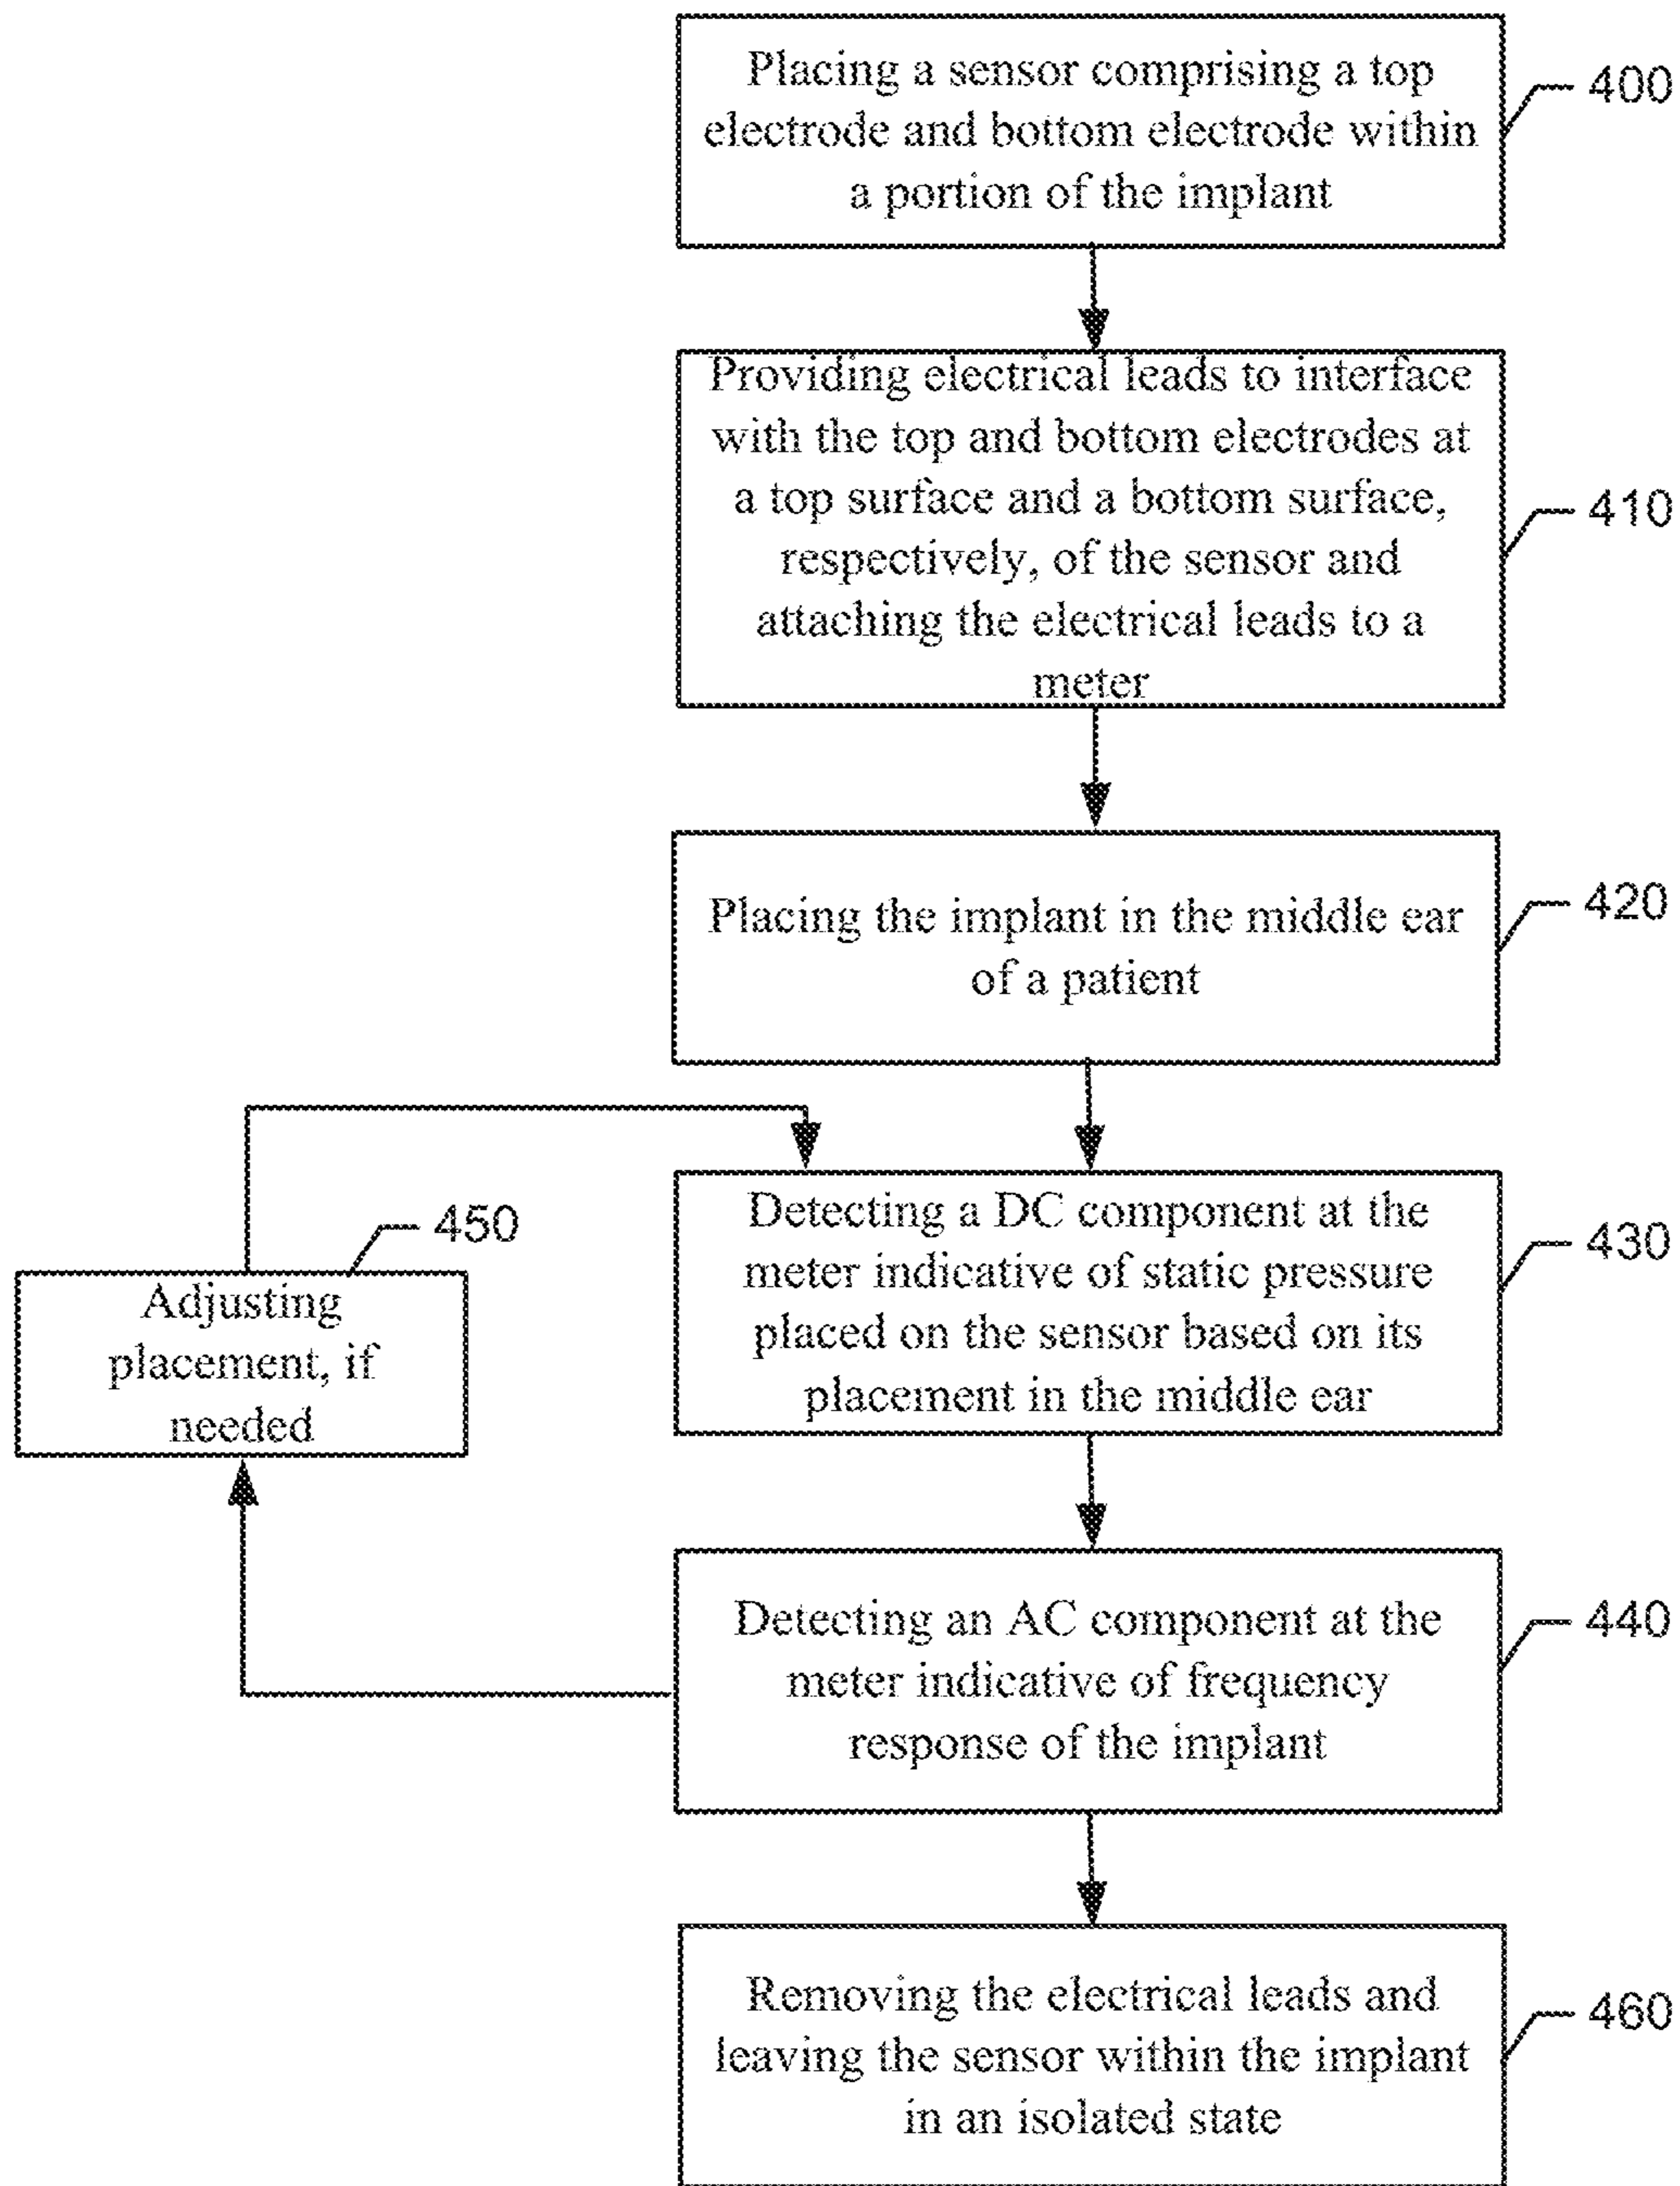 Placing a sensor comprising a top
electrode and bottom electrode within
a portion of the implant
400
Providing electrical leads to interface
with the top and bottom electrodes at
a top surface and a bottom surface,
respectively, of the sensor and
attaching the electrical leads to a
meter
410
Placing the implant in the middle ear
of a patient
420
Detecting a DC component at the
meter indicative of static pressure
placed on the sensor based on its
placement in the middle ear
430
Adjusting
placement, if
needed
450
Detecting an AC component at the
meter indicative of frequency
response of the implant
440
Removing the electrical leads and
leaving the sensor within the implant
in an isolated state
460